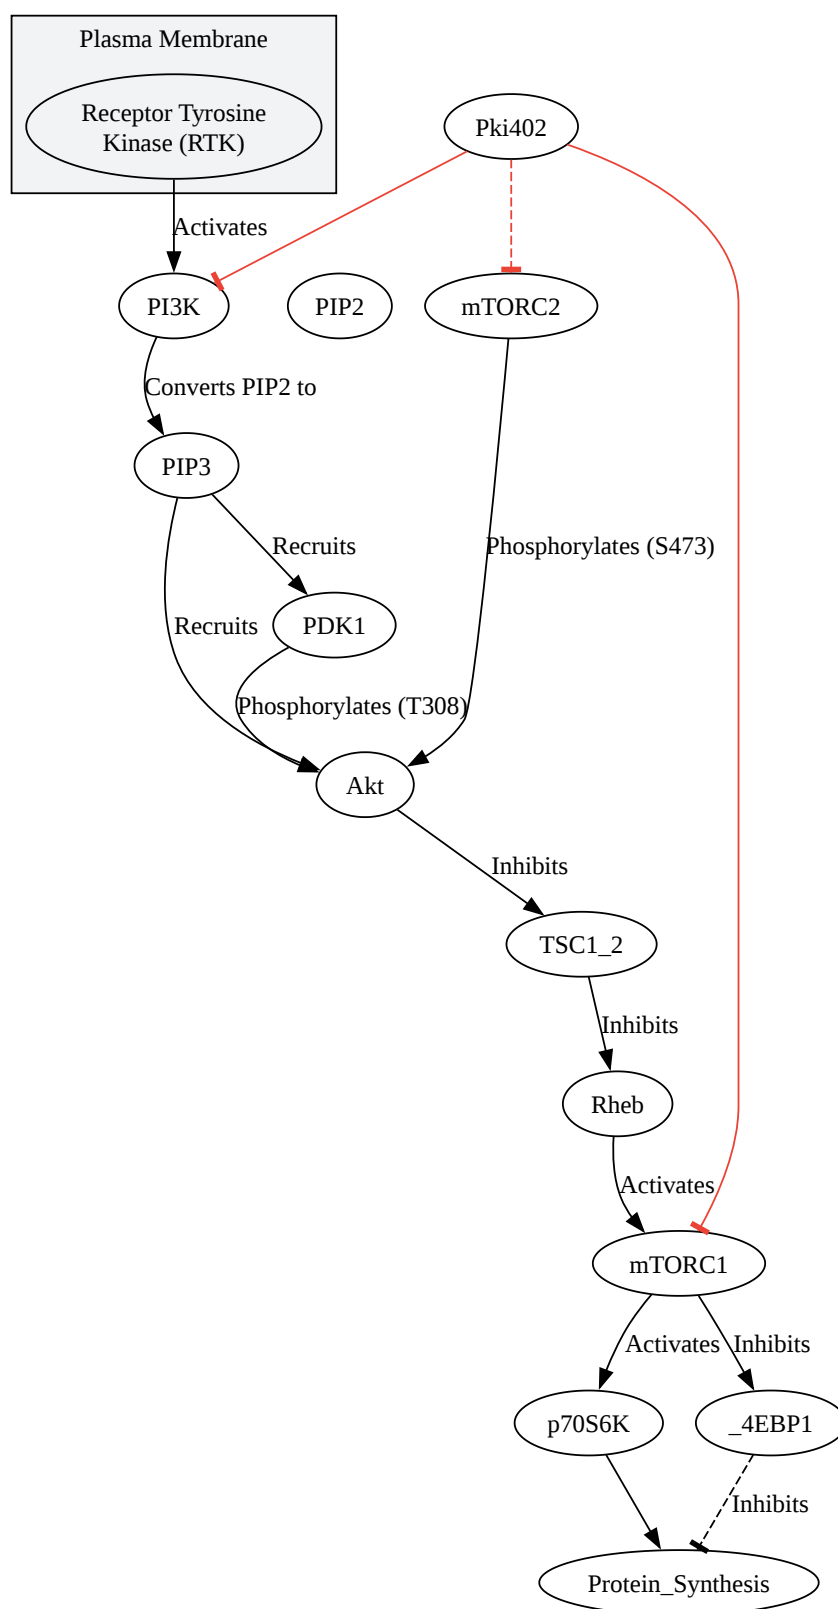 Plasma Membrane
Receptor Tyrosine
Kinase (RTK)
Pki402
Activates
PI3K
PIP2
mTORC2
Converts PIP2 to
PIP3
Recruits
Phosphorylates (S473)
Recruits
PDK1
Phosphorylates (T308)
Akt
Inhibits
TSC1_2
Inhibits
Rheb
Activates
mTORC1
Activates
Inhibits
p70S6K
_4EBP1
Inhibits
Protein_Synthesis